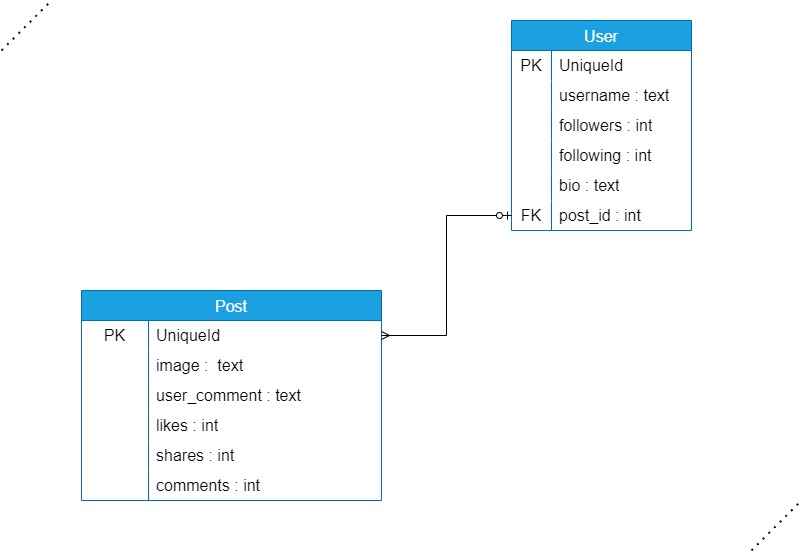 User
PK UniqueId
username : text
followers : int
following : int
bio : text
FK post_id : int
Post
PK UniqueId
image :  text
user_comment : text
likes : int
shares : int
comments : int